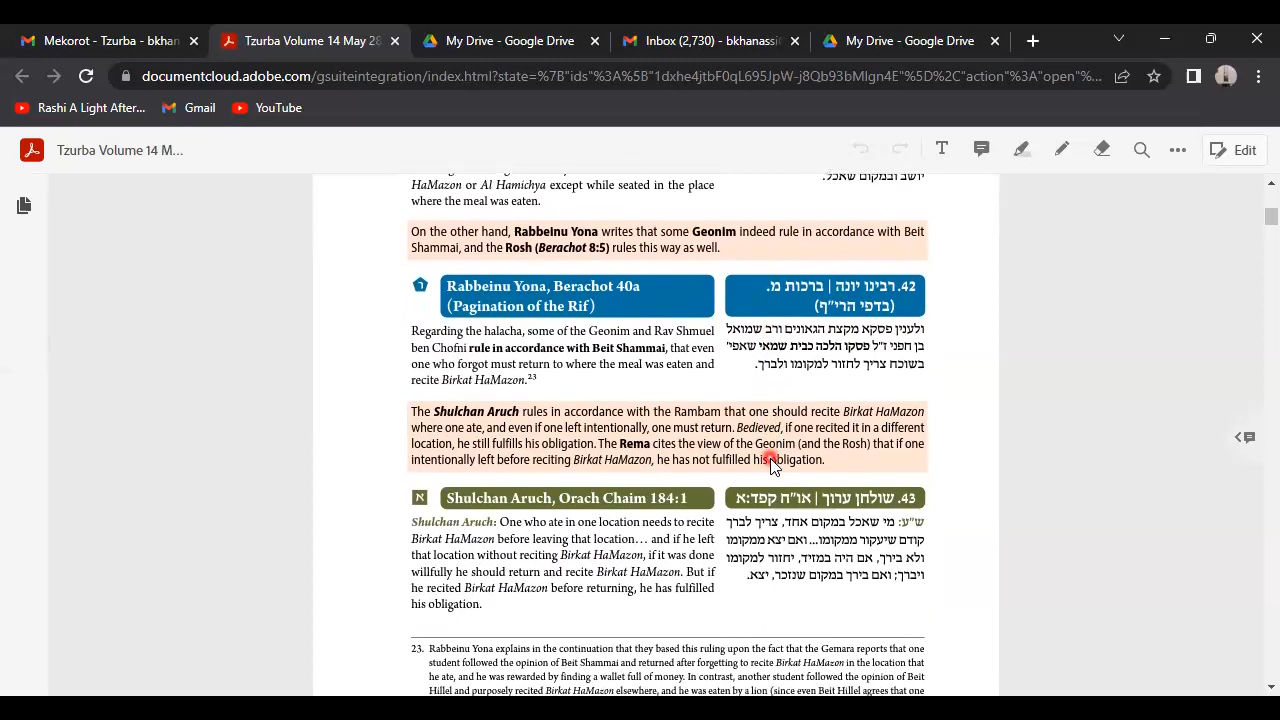 Mekorot - Tzurba - bkhan
Tzurba Volume 14 May 28
My Drive - Google Drive
Inbox (2,730) - bkhanassi
My Drive - Google Drive
documentcloud.adobe.com/gsuiteintegration/index.html?state=%7B"ids"%3A%5B"1dxhe4jtbF0qL695JpW-j8Qb93bMlgn4E"%5D%2C"action"%3A"open"%...
Rashi A Light After...
Gmail
YouTube
Tzurba Volume 14 M...
Edit
HaMazon or Al Hamichya except while seated in the place
where the meal was eaten.
יושב ובמקום שאכל.
On the other hand, Rabbeinu Yona writes that some Geonim indeed rule in accordance with Beit
Shammai, and the Rosh (Berachot 8:5) rules this way as well.
ר
Rabbeinu Yona, Berachot 40a
(Pagination of the Rif)
42. רבינו יונה | ברכות מ.
(בדפי הרי"ף)
Regarding the halacha, some of the Geonim and Rav Shmuel
ben Chofni rule in accordance with Beit Shammai, that even
one who forgot must return to where the meal was eaten and
recite Birkat HaMazon.23
ולענין פסקא מקצת הגאונים ורב שמואל
בן חפני ז"ל פסקו הלכה כבית שמאי שאפי'
בשוכח צריך לחזור למקומו ולברך.
The Shulchan Aruch rules in accordance with the Rambam that one should recite Birkat HaMazon
where one ate, and even if one left intentionally, one must return. Bedieved, if one recited it in a different
location, he still fulfills his obligation. The Rema cites the view of the Geonim (and the Rosh) that if one
intentionally left before reciting Birkat HaMazon, he has not fulfilled his obligation.
א
Shulchan Aruch, Orach Chaim 184:1
43. שולחן ערוך | או"ח קפד:א
Shulchan Aruch: One who ate in one location needs to recite
Birkat HaMazon before leaving that location… and if he left
that location without reciting Birkat HaMazon, if it was done
willfully he should return and recite Birkat HaMazon. But if
he recited Birkat HaMazon before returning, he has fulfilled
his obligation.
ש"ע: מי שאכל במקום אחד, צריך לברך
קודם שיעקור ממקומו...ואם יצא ממקומו
ולא בירך, אם היה במזיד, יחזור למקומו
ויברך; ואם בירך במקום שנזכר, יצא.
23. Rabbeinu Yona explains in the continuation that they based this ruling upon the fact that the Gemara reports that one
student followed the opinion of Beit Shammai and returned after forgetting to recite Birkat HaMazon in the location that
he ate, and he was rewarded by finding a wallet full of money. In contrast, another student followed the opinion of Beit
Hillel and purposely recited Birkat HaMazon elsewhere, and he was eaten by a lion (since even Beit Hillel agrees that one